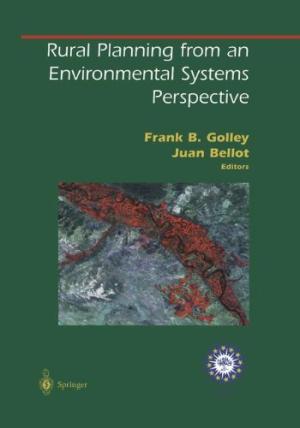 Rural Planning from an
Environmental Systems
Perspective
Frank B. Golley
Juan Bellot
Editors
Springer